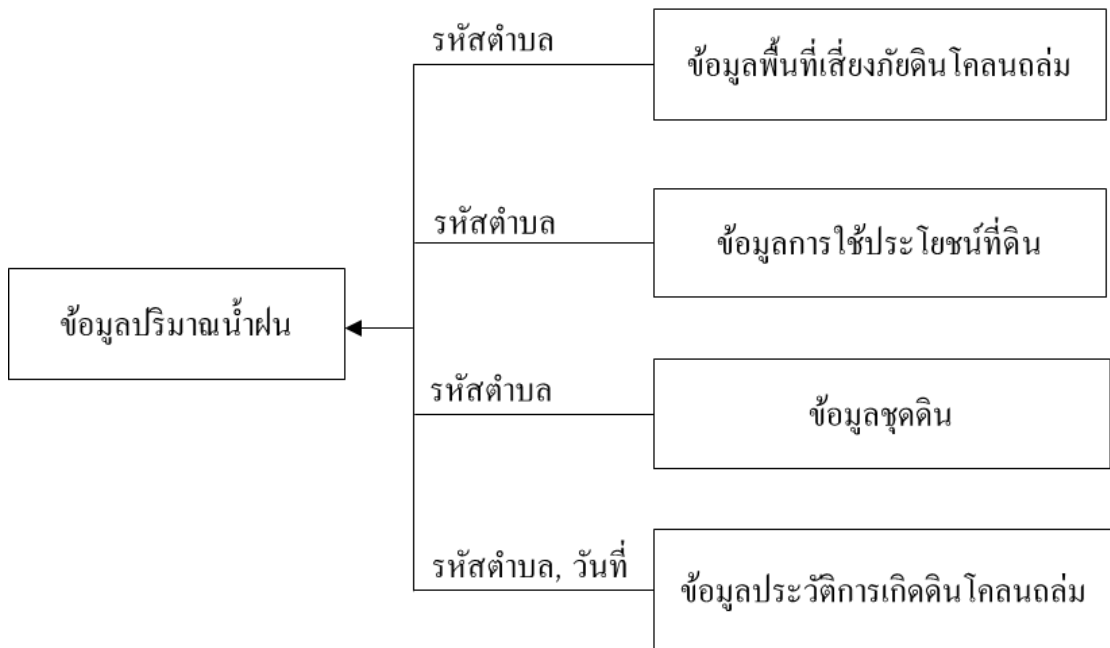 รหัสตำบล
ข้อมูลพื้นที่เสี่ยงภัยดินโคลนถล่ม
รหัสตำบล
ข้อมูลการใช้ประโยชน์ที่ดิน
ข้อมูลปริมาณน้ำฝน
รหัสตำบล
ข้อมูลชุดดิน
รหัสตำบล, วันที่
ข้อมูลประวัติการเกิดดินโคลนถล่ม